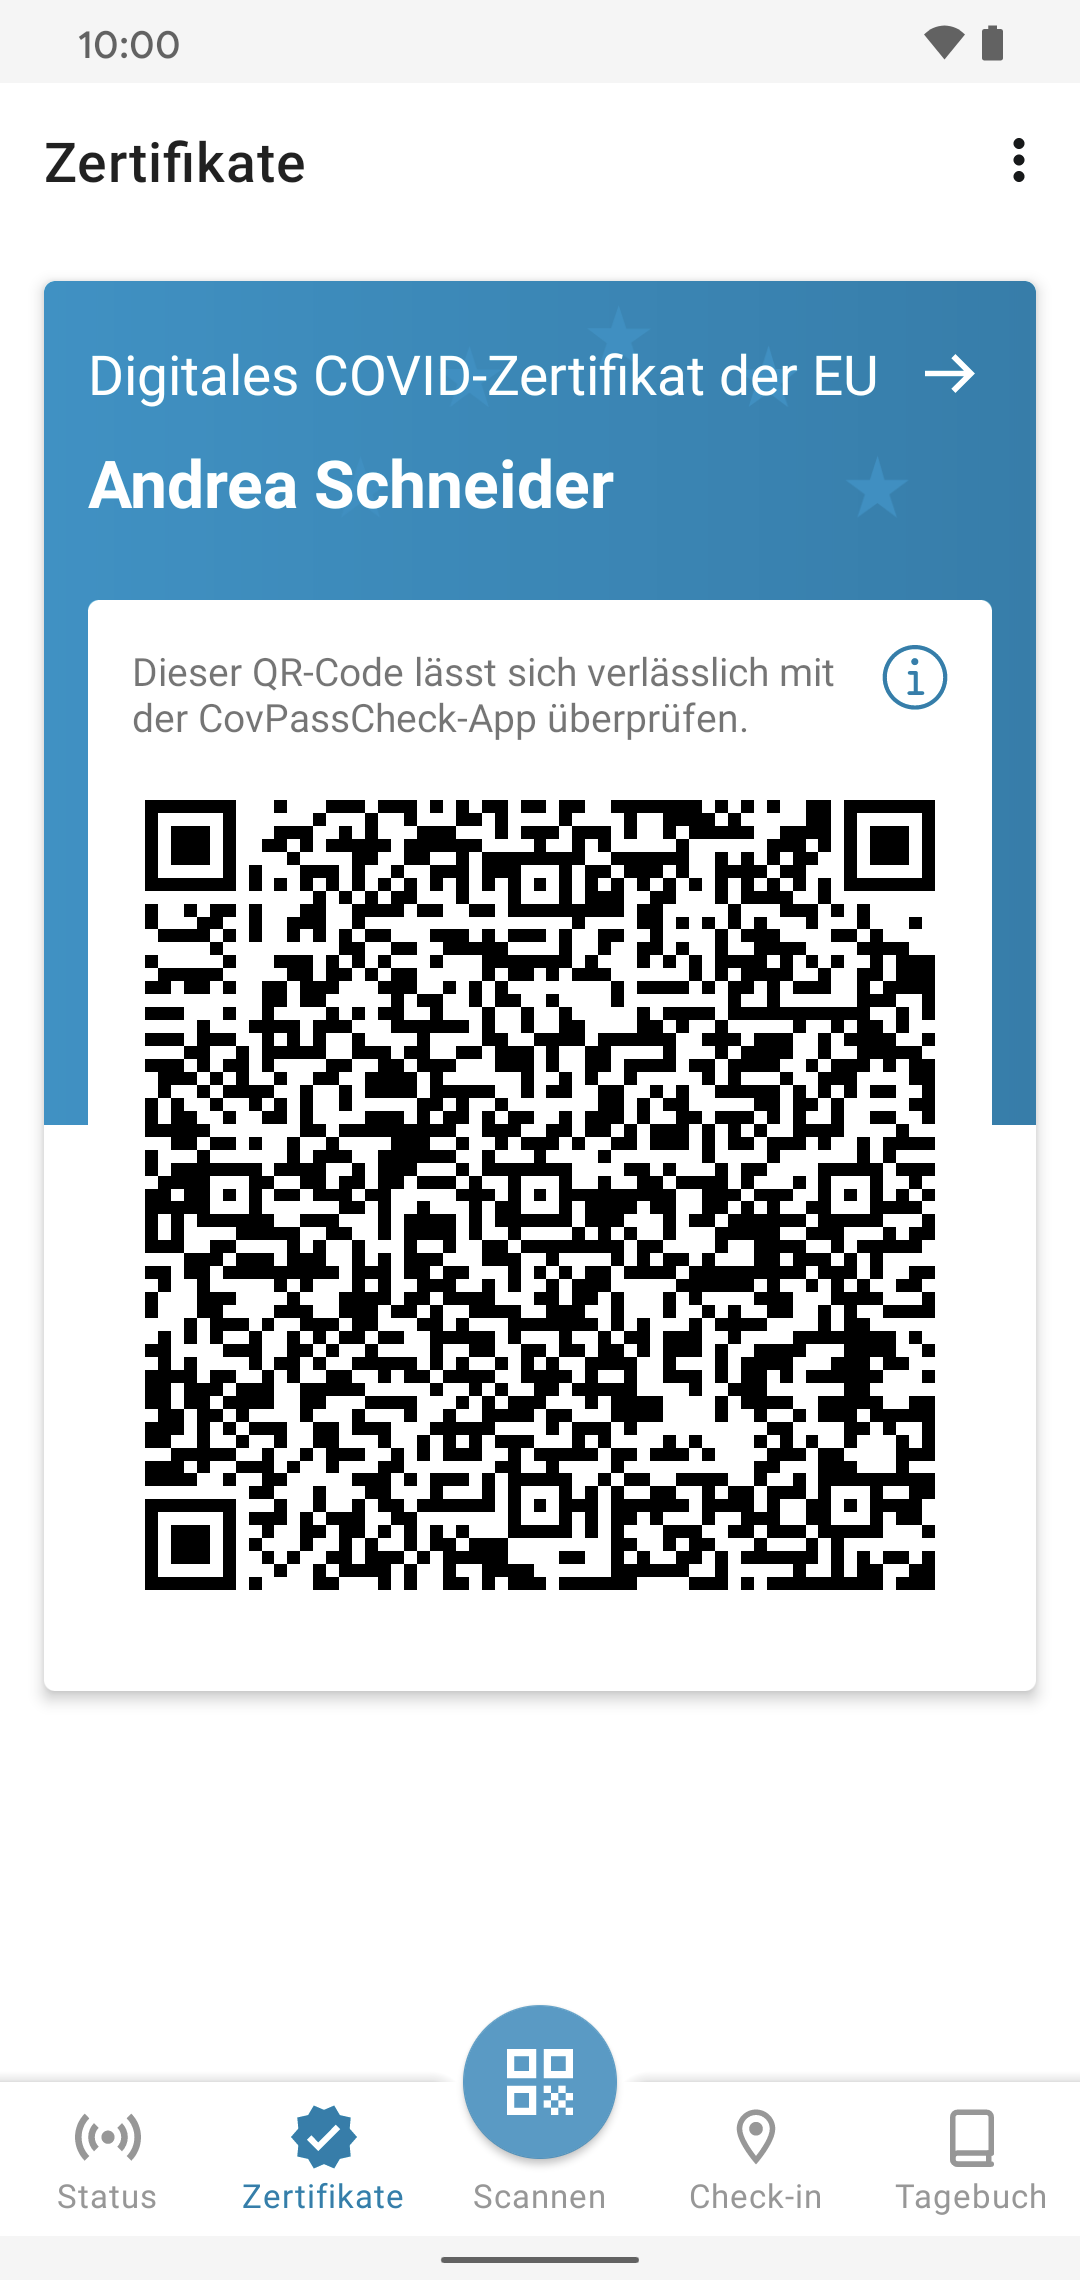 10:00
Zertifikate
Digitales COVID-Zertifikat der EU
Andrea Schneider
Dieser QR-Code lässt sich verlässlich mit
der CovPassCheck-App überprüfen.
Status
Zertifikate
Scannen
Check-in
Tagebuch